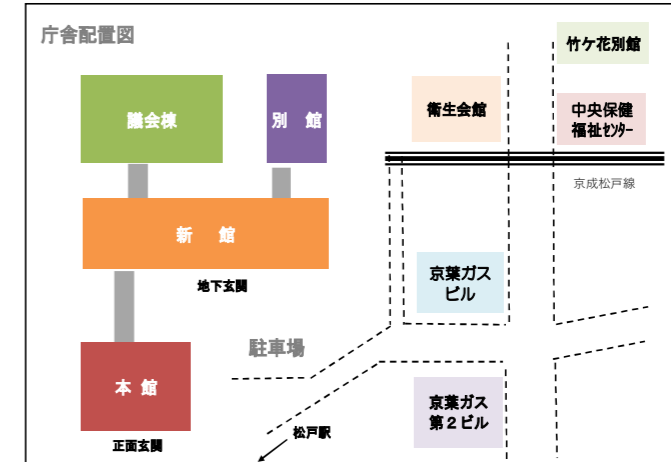 庁舎配置図
竹ケ花別館
議会棟
別 館
衛生会館
中央保健
福祉ｾﾝﾀｰ
京成松戸線
新 館
地下玄関
京葉ガス
ビル
駐車場
本 館
京葉ガス
第２ビル
正面玄関
松戸駅